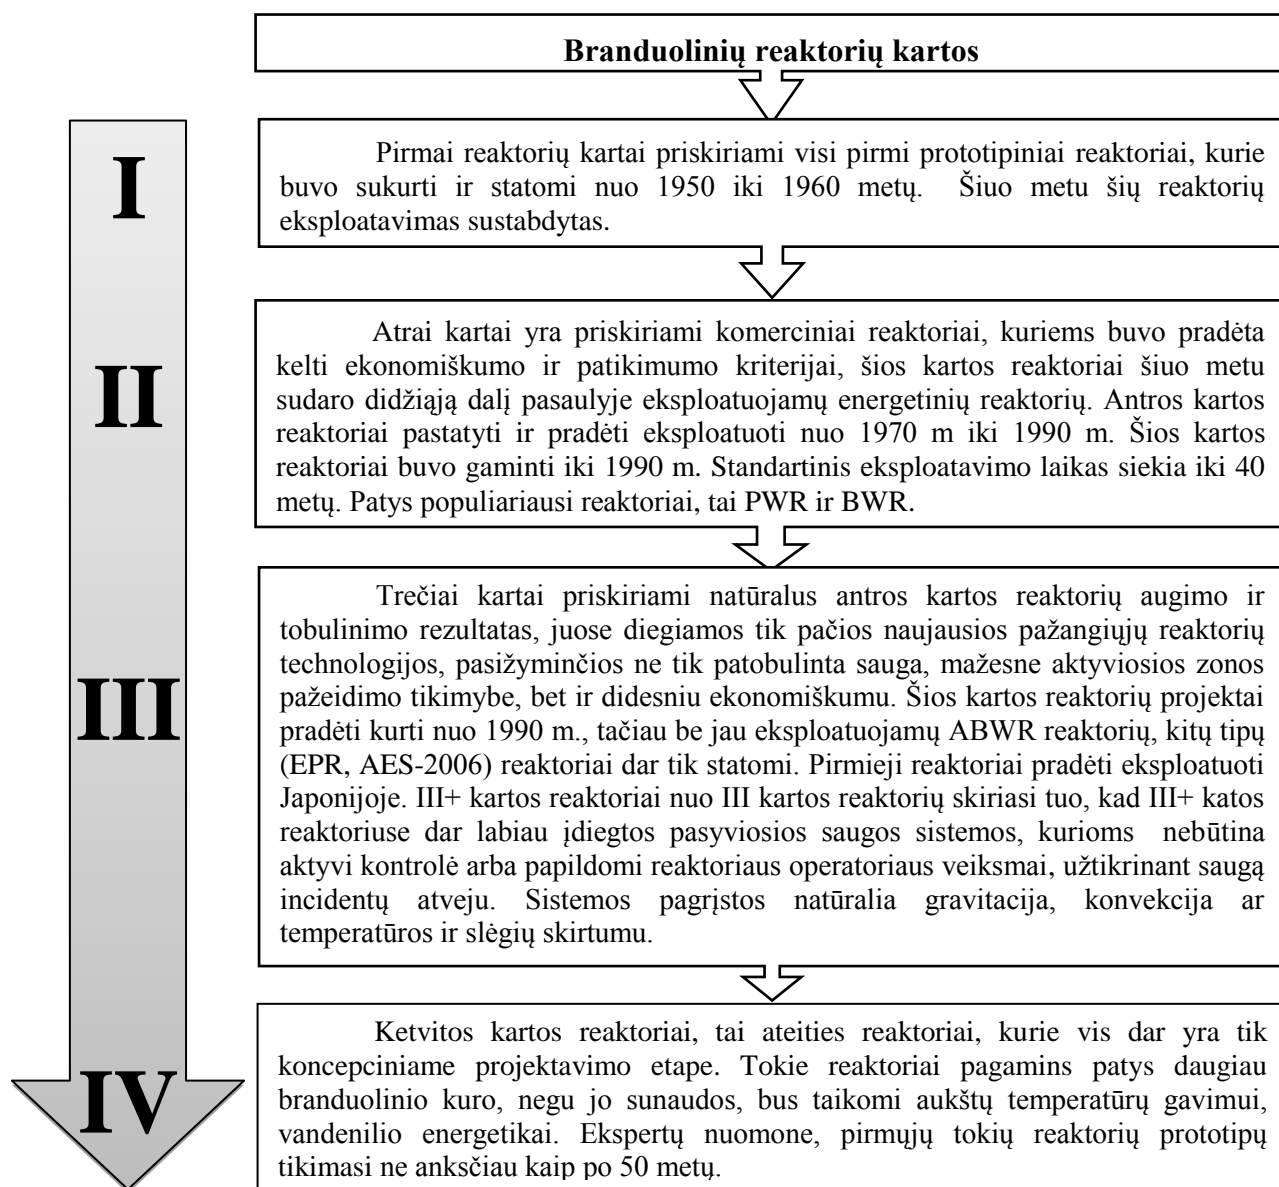 Branduolinių reaktorių kartos
I
Pirmai reaktorių kartai priskiriami visi pirmi prototipiniai reaktoriai, kurie
buvo sukurti ir statomi nuo 1950 iki 1960 metų. Šiuo metu šių reaktorių
eksploatavimas sustabdytas.
II
Atrai kartai yra priskiriami komerciniai reaktoriai, kuriems buvo pradėta
kelti ekonomiškumo ir patikimumo kriterijai, šios kartos reaktoriai šiuo metu
sudaro didžiąją dalį pasaulyje eksploatuojamų energetinių reaktorių. Antros kartos
reaktoriai pastatyti ir pradėti eksploatuoti nuo 1970 m iki 1990 m. Šios kartos
reaktoriai buvo gaminti iki 1990 m. Standartinis eksploatavimo laikas siekia iki 40
metų. Patys populiariausi reaktoriai, tai PWR ir BWR.
III
Trečiai kartai priskiriami natūralus antros kartos reaktorių augimo ir
tobulinimo rezultatas, juose diegiamos tik pačios naujausios pažangiųjų reaktorių
technologijos, pasižyminčios ne tik patobulinta sauga, mažesne aktyviosios zonos
pažeidimo tikimybe, bet ir didesniu ekonomiškumu. Šios kartos reaktorių projektai
pradėti kurti nuo 1990 m., tačiau be jau eksploatuojamų ABWR reaktorių, kitų tipų
(EPR, AES-2006) reaktoriai dar tik statomi. Pirmieji reaktoriai pradėti eksploatuoti
Japonijoje. III+ kartos reaktoriai nuo III kartos reaktorių skiriasi tuo, kad III+ katos
reaktoriuse dar labiau įdiegtos pasyviosios saugos sistemos, kurioms nebūtina
aktyvi kontrolė arba papildomi reaktoriaus operatoriaus veiksmai, užtikrinant saugą
incidentų atveju. Sistemos pagrįstos natūralia gravitacija, konvekcija ar
temperatūros ir slėgių skirtumu.
IV
Ketvitos kartos reaktoriai, tai ateities reaktoriai, kurie vis dar yra tik
koncepciniame projektavimo etape. Tokie reaktoriai pagamins patys daugiau
branduolinio kuro, negu jo sunaudos, bus taikomi aukštų temperatūrų gavimui,
vandenilio energetikai. Ekspertų nuomone, pirmųjų tokių reaktorių prototipų
tikimasi ne anksčiau kaip po 50 metų.